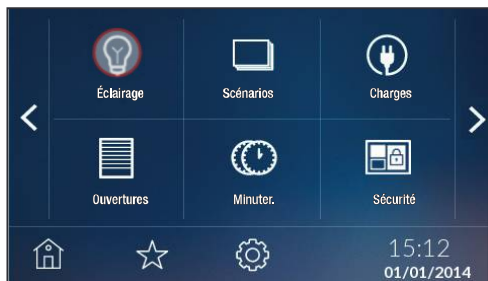 Éclairage
Scénarios
Charges
Ouvertures
Minuter.
Sécurité
15:12
01/01/2014